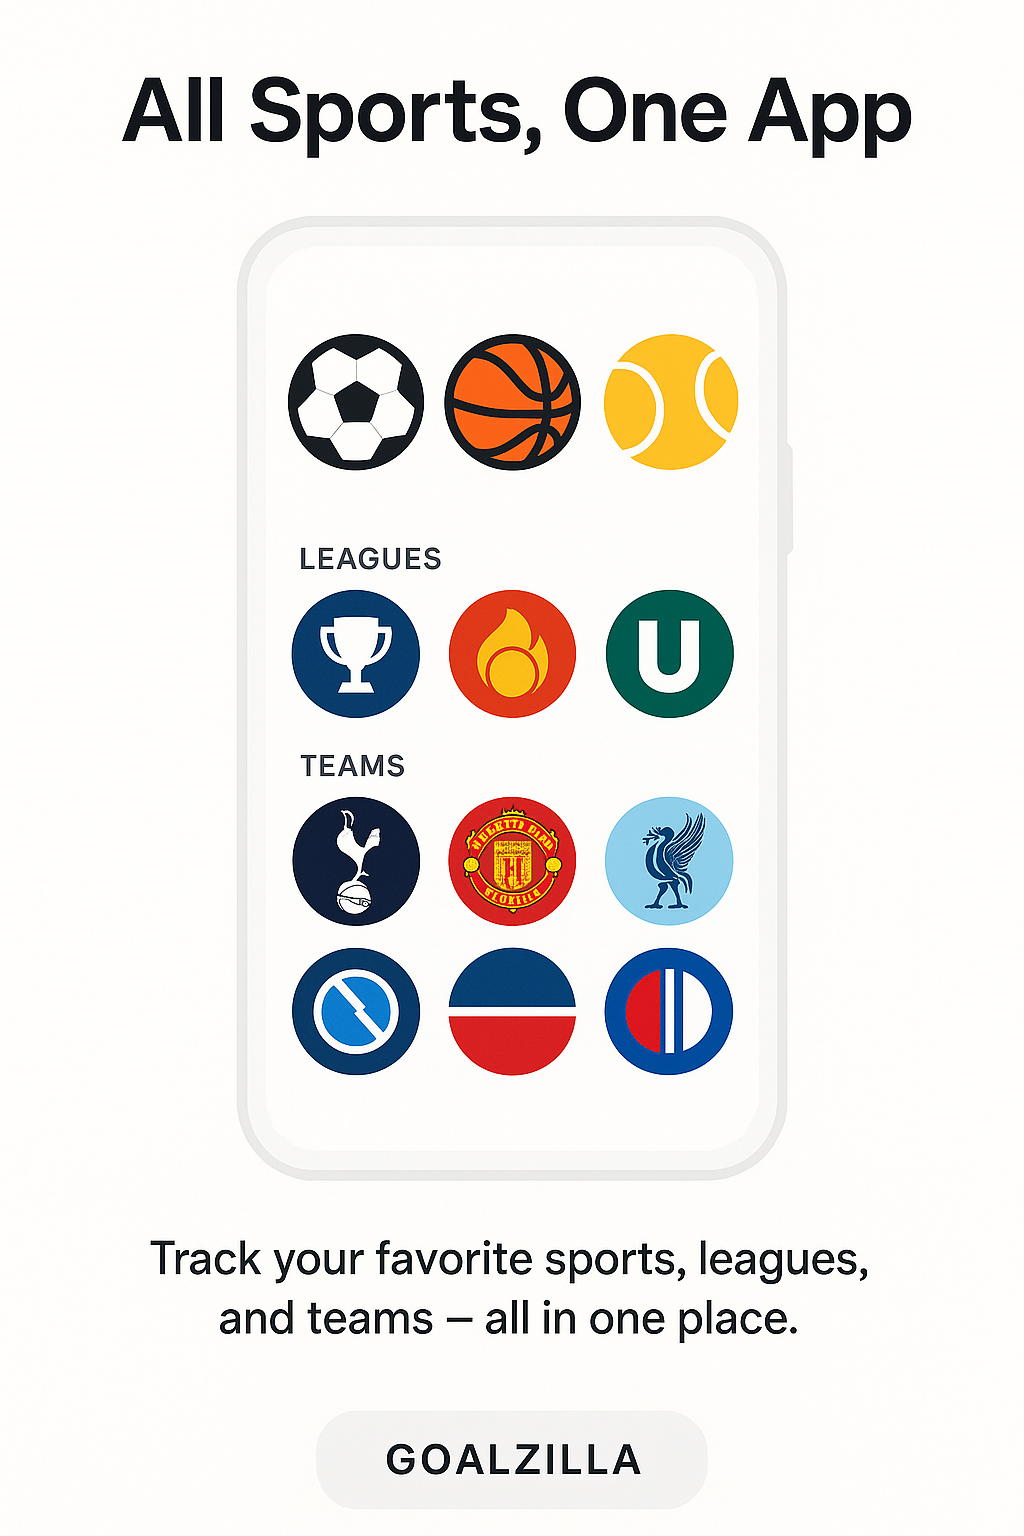 All Sports, One App
LEAGUES
U
TEAMS
Track your favorite sports, leagues,
and teams – all in one place.
GOALZILLA